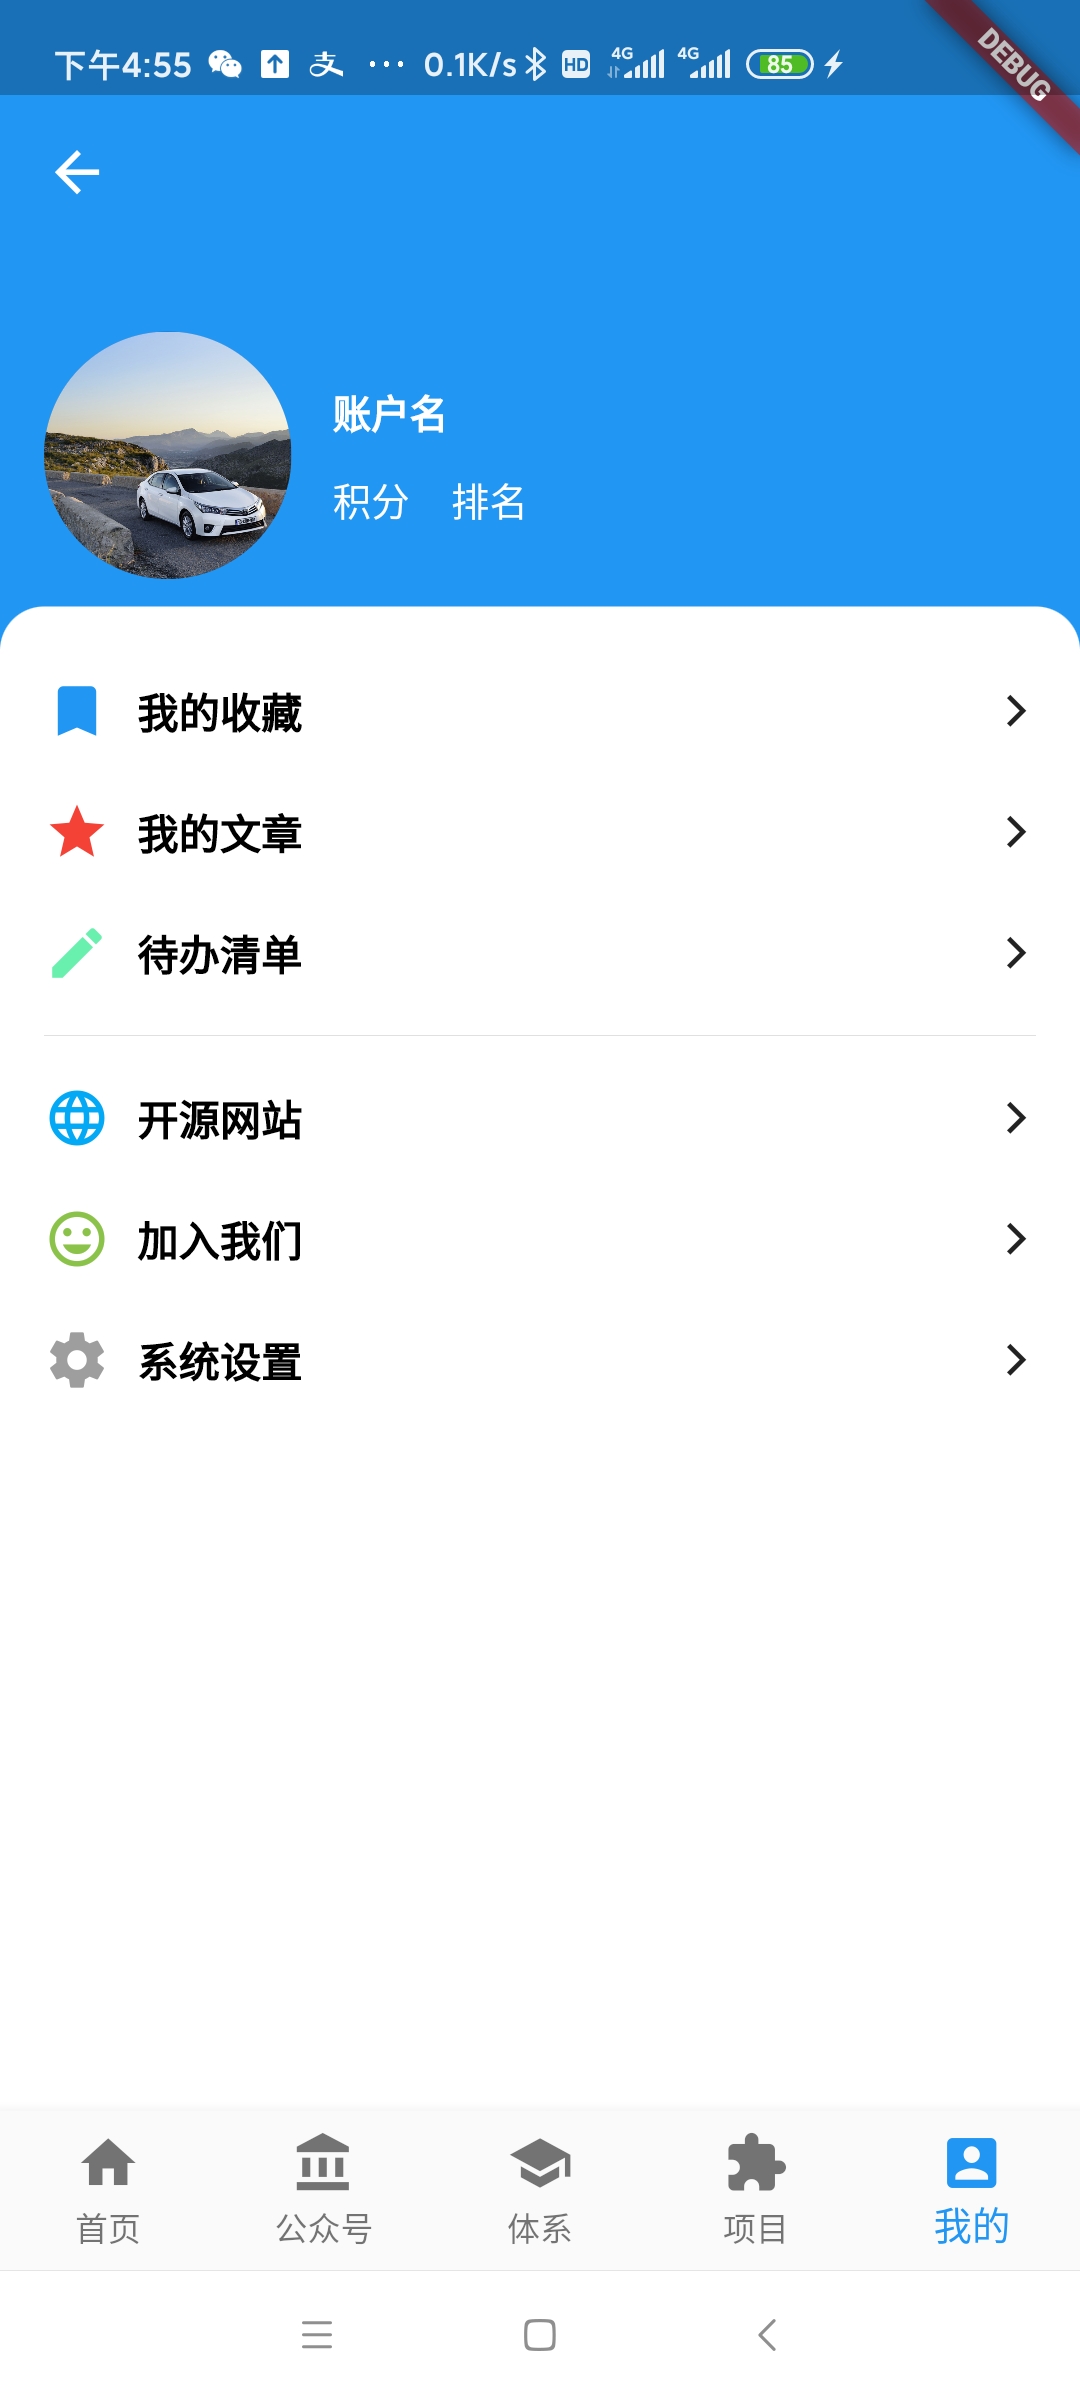 下午4:55 支 ··· 0.1K/s HD 4G 4G 85
DEBUG
账户名
积分 排名
我的收藏
我的文章
待办清单
开源网站
加入我们
系统设置
首页 公众号 体系 项目 我的